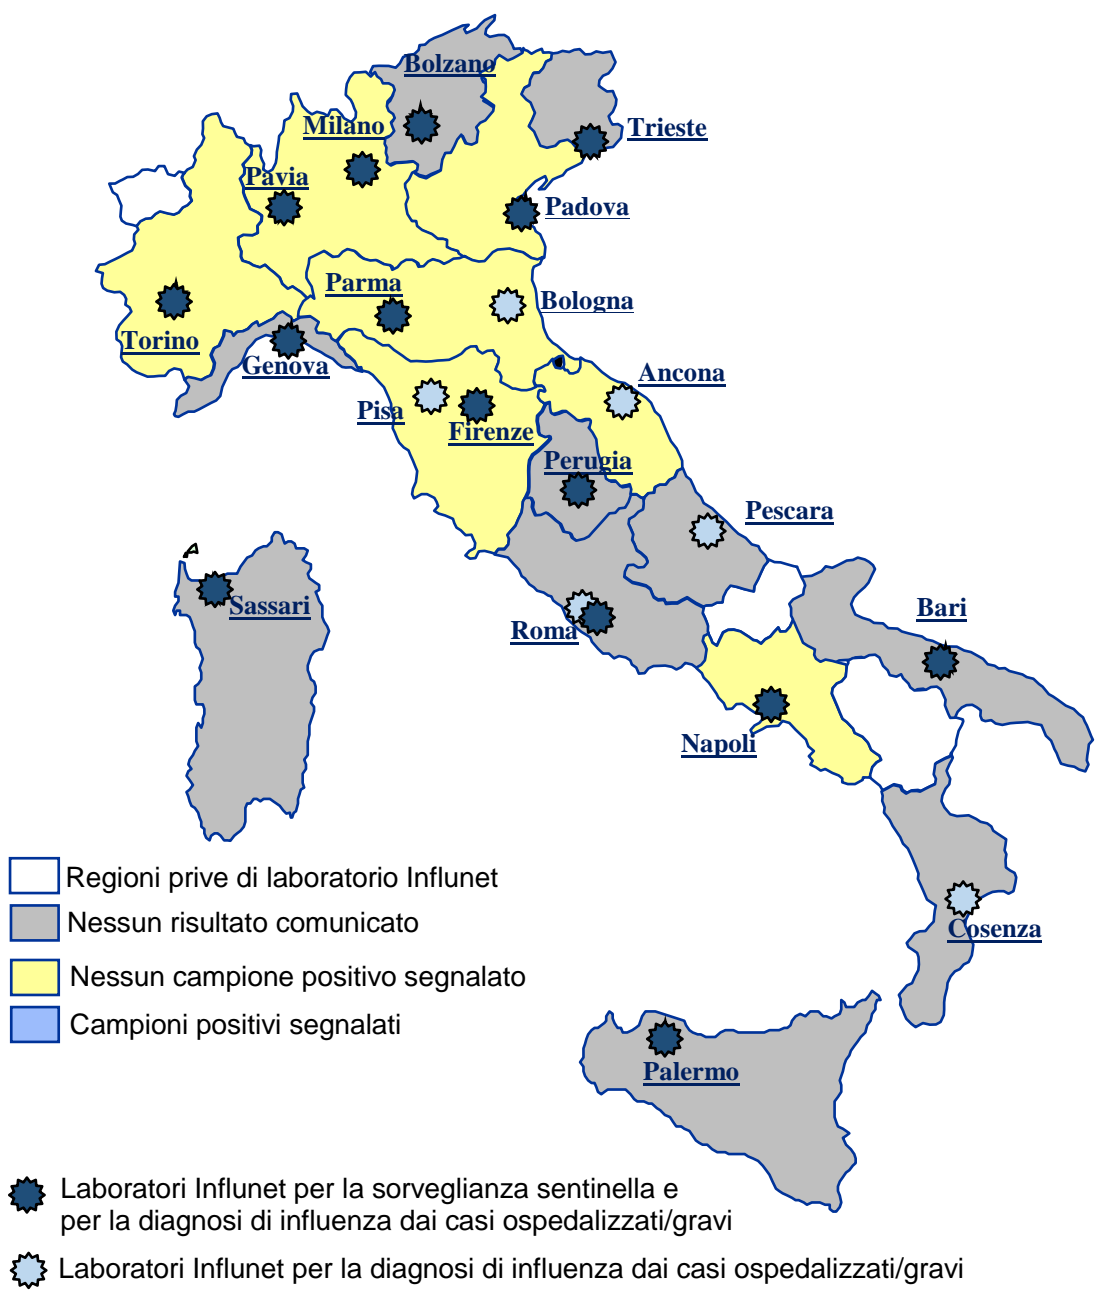 Bolzano
Milano
Trieste
Pavia
Padova
Parma
Bologna
Torino
Genova
Ancona
Pisa
Firenze
Perugia
Pescara
Sassari
Bari
Roma
Napoli
Regioni prive di laboratorio Influnet
Nessun risultato comunicato
Cosenza
Nessun campione positivo segnalato
Campioni positivi segnalati
Palermo
Laboratori Influnet per la sorveglianza sentinella e
per la diagnosi di influenza dai casi ospedalizzati/gravi
Laboratori Influnet per la diagnosi di influenza dai casi ospedalizzati/gravi